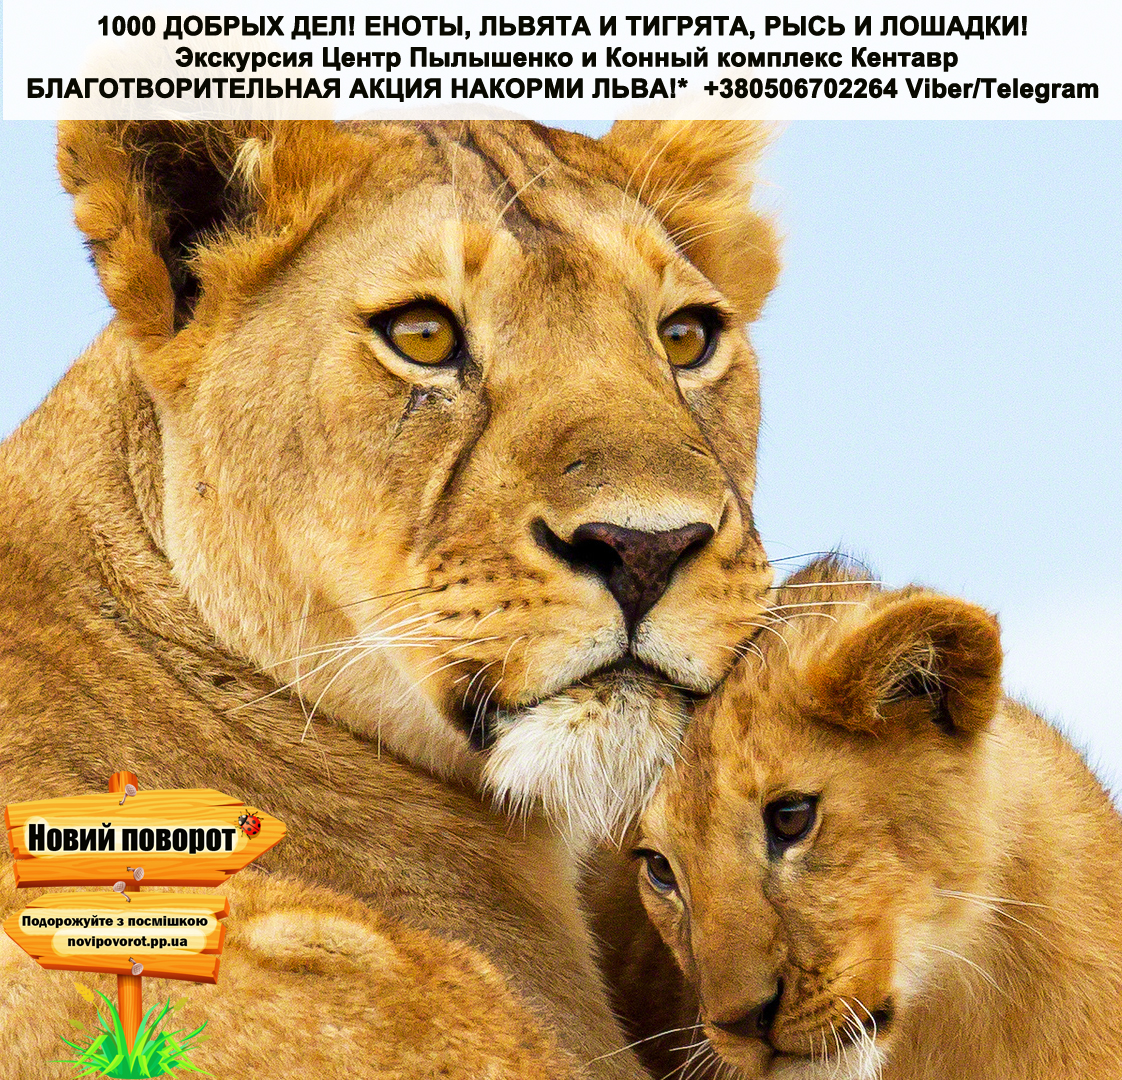 1000 ДОБРЫХ ДЕЛ! ЕНОТЫ, ЛЬВЯТА И ТИГРЯТА, РЫСЬ И ЛОШАДКИ!
Экскурсия Центр Пылышенко и Конный комплекс Кентавр
БЛАГОТВОРИТЕЛЬНАЯ АКЦИЯ НАКОРМИ ЛЬВА!* +380506702264 Viber/Telegram
Новий поворот
Подорожуйте з посмішкою
novipovorot.pp.ua